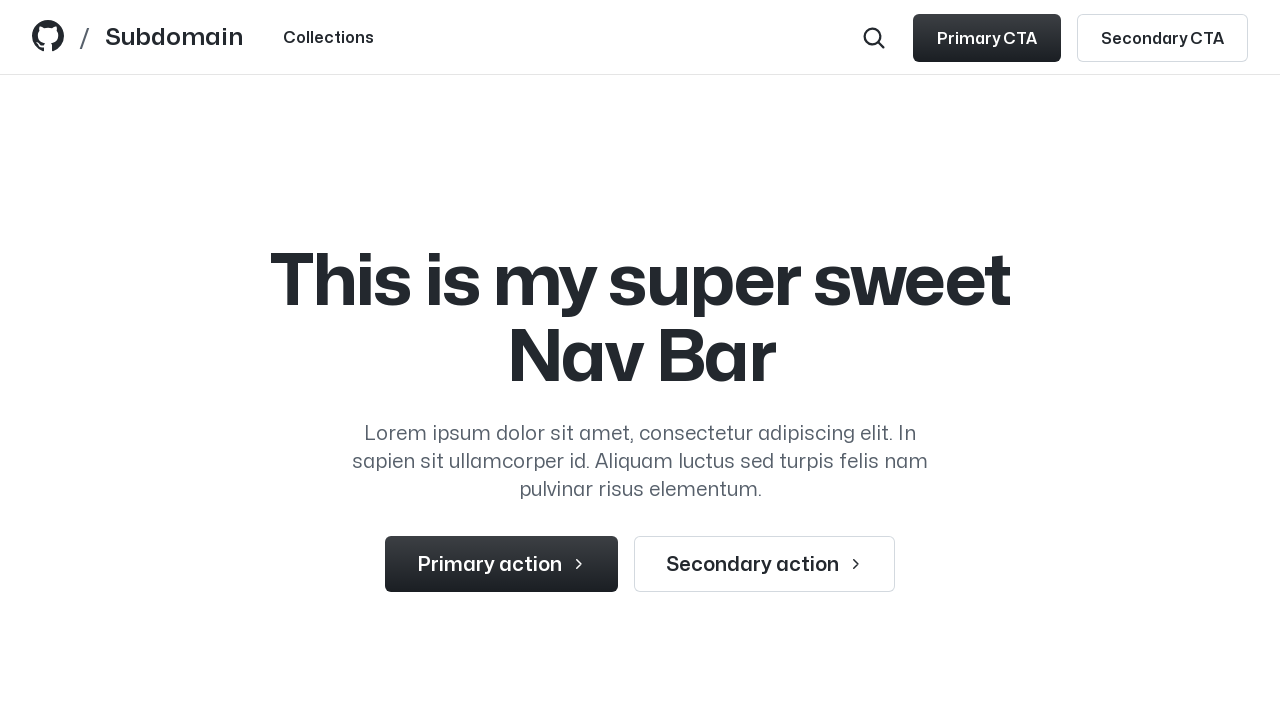 / Subdomain Collections Primary CTA Secondary CTA
This is my super sweet
Nav Bar
Lorem ipsum dolor sit amet, consectetur adipiscing elit. In
sapien sit ullamcorper id. Aliquam luctus sed turpis felis nam
pulvinar risus elementum.
Primary action Secondary action